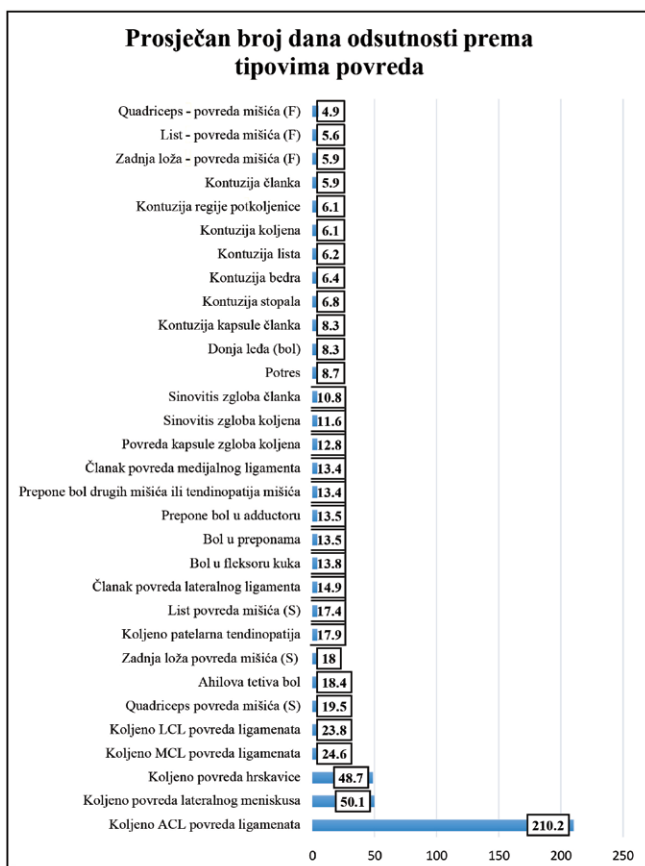 Prosječan broj dana odsutnosti prema
tipovima povreda
Quadriceps - povreda mišića (F) 4.9
List - povreda mišića (F) 5.6
Zadnja loža - povreda mišića (F) 5.9
Kontuzija članka 5.9
Kontuzija regije potkoljenice 6.1
Kontuzija koljena 6.1
Kontuzija lista 6.2
Kontuzija bedra 6.4
Kontuzija stopala 6.8
Kontuzija kapsule članka 8.3
Donja leđa (bol) 8.3
Potres 8.7
Sinovitis zgloba članka 10.8
Sinovitis zgloba koljena 11.6
Povreda kapsule zgloba koljena 12.8
Članak povreda medijalnog ligamenta 13.4
Prepone bol drugih mišića ili tendinopatija mišića 13.4
Prepone bol u adductoru 13.5
Bol u preponama 13.5
Bol u fleksoru kuka 13.8
Članak povreda lateralnog ligamenta 14.9
List povreda mišića (S) 17.4
Koljeno patelarna tendinopatija 17.9
Zadnja loža povreda mišića (S) 18
Ahilova tetiva bol 18.4
Quadriceps povreda mišića (S) 19.5
Koljeno LCL povreda ligamenata 23.8
Koljeno MCL povreda ligamenata 24.6
Koljeno povreda hrskavice 48.7
Koljeno povreda lateralnog meniskusa 50.1
Koljeno ACL povreda ligamenata 210.2
0 50 100 150 200 250